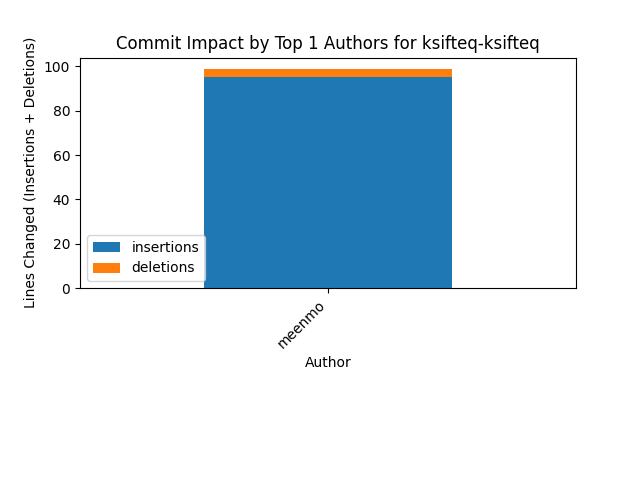 Commit Impact by Top 1 Authors for ksifteq-ksifteq
Lines Changed (Insertions + Deletions)
100
80
60
40
20
0
insertions
deletions
meenmo
Author